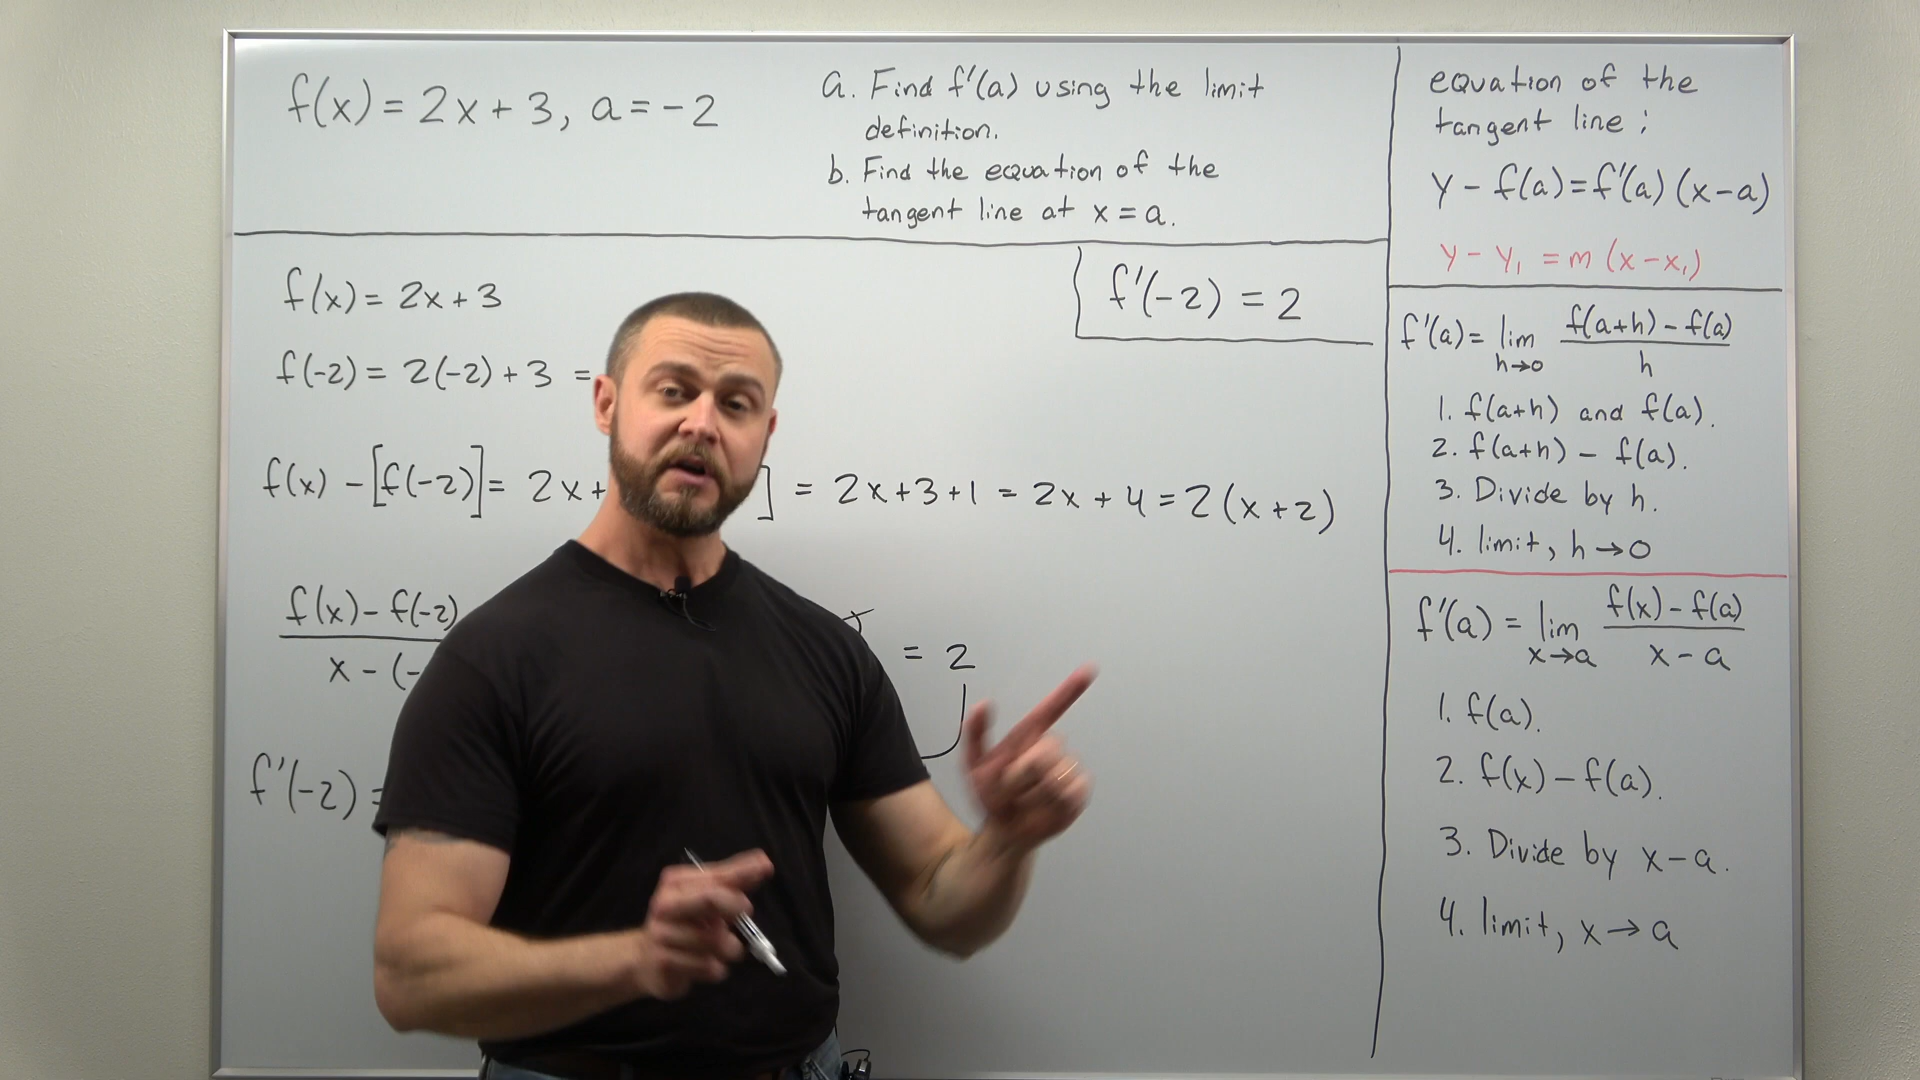 f(x) = 2x + 3, a = -2
a. Find f'(a) using the limit
definition.
b. Find the equation of the
tangent line at x = a.
f(x) = 2x + 3
f(-2) = 2(-2) + 3 =
f(x) - [f(-2)] = 2x+ ] = 2x+3+1 = 2x + 4 = 2(x+2)
f(x) - f(-2)
x - (-
= 2
f'(-2) =
f'(-2) = 2
equation of the
tangent line :
y - f(a) = f'(a) (x-a)
y - y₁ = m (x-x₁)
f'(a) = lim h→0 f(a+h) - f(a) / h
1. f(a+h) and f(a).
2. f(a+h) - f(a).
3. Divide by h.
4. limit, h → 0
f'(a) = lim x→a f(x) - f(a) / x - a
1. f(a).
2. f(x) - f(a).
3. Divide by x-a.
4. limit, x → a